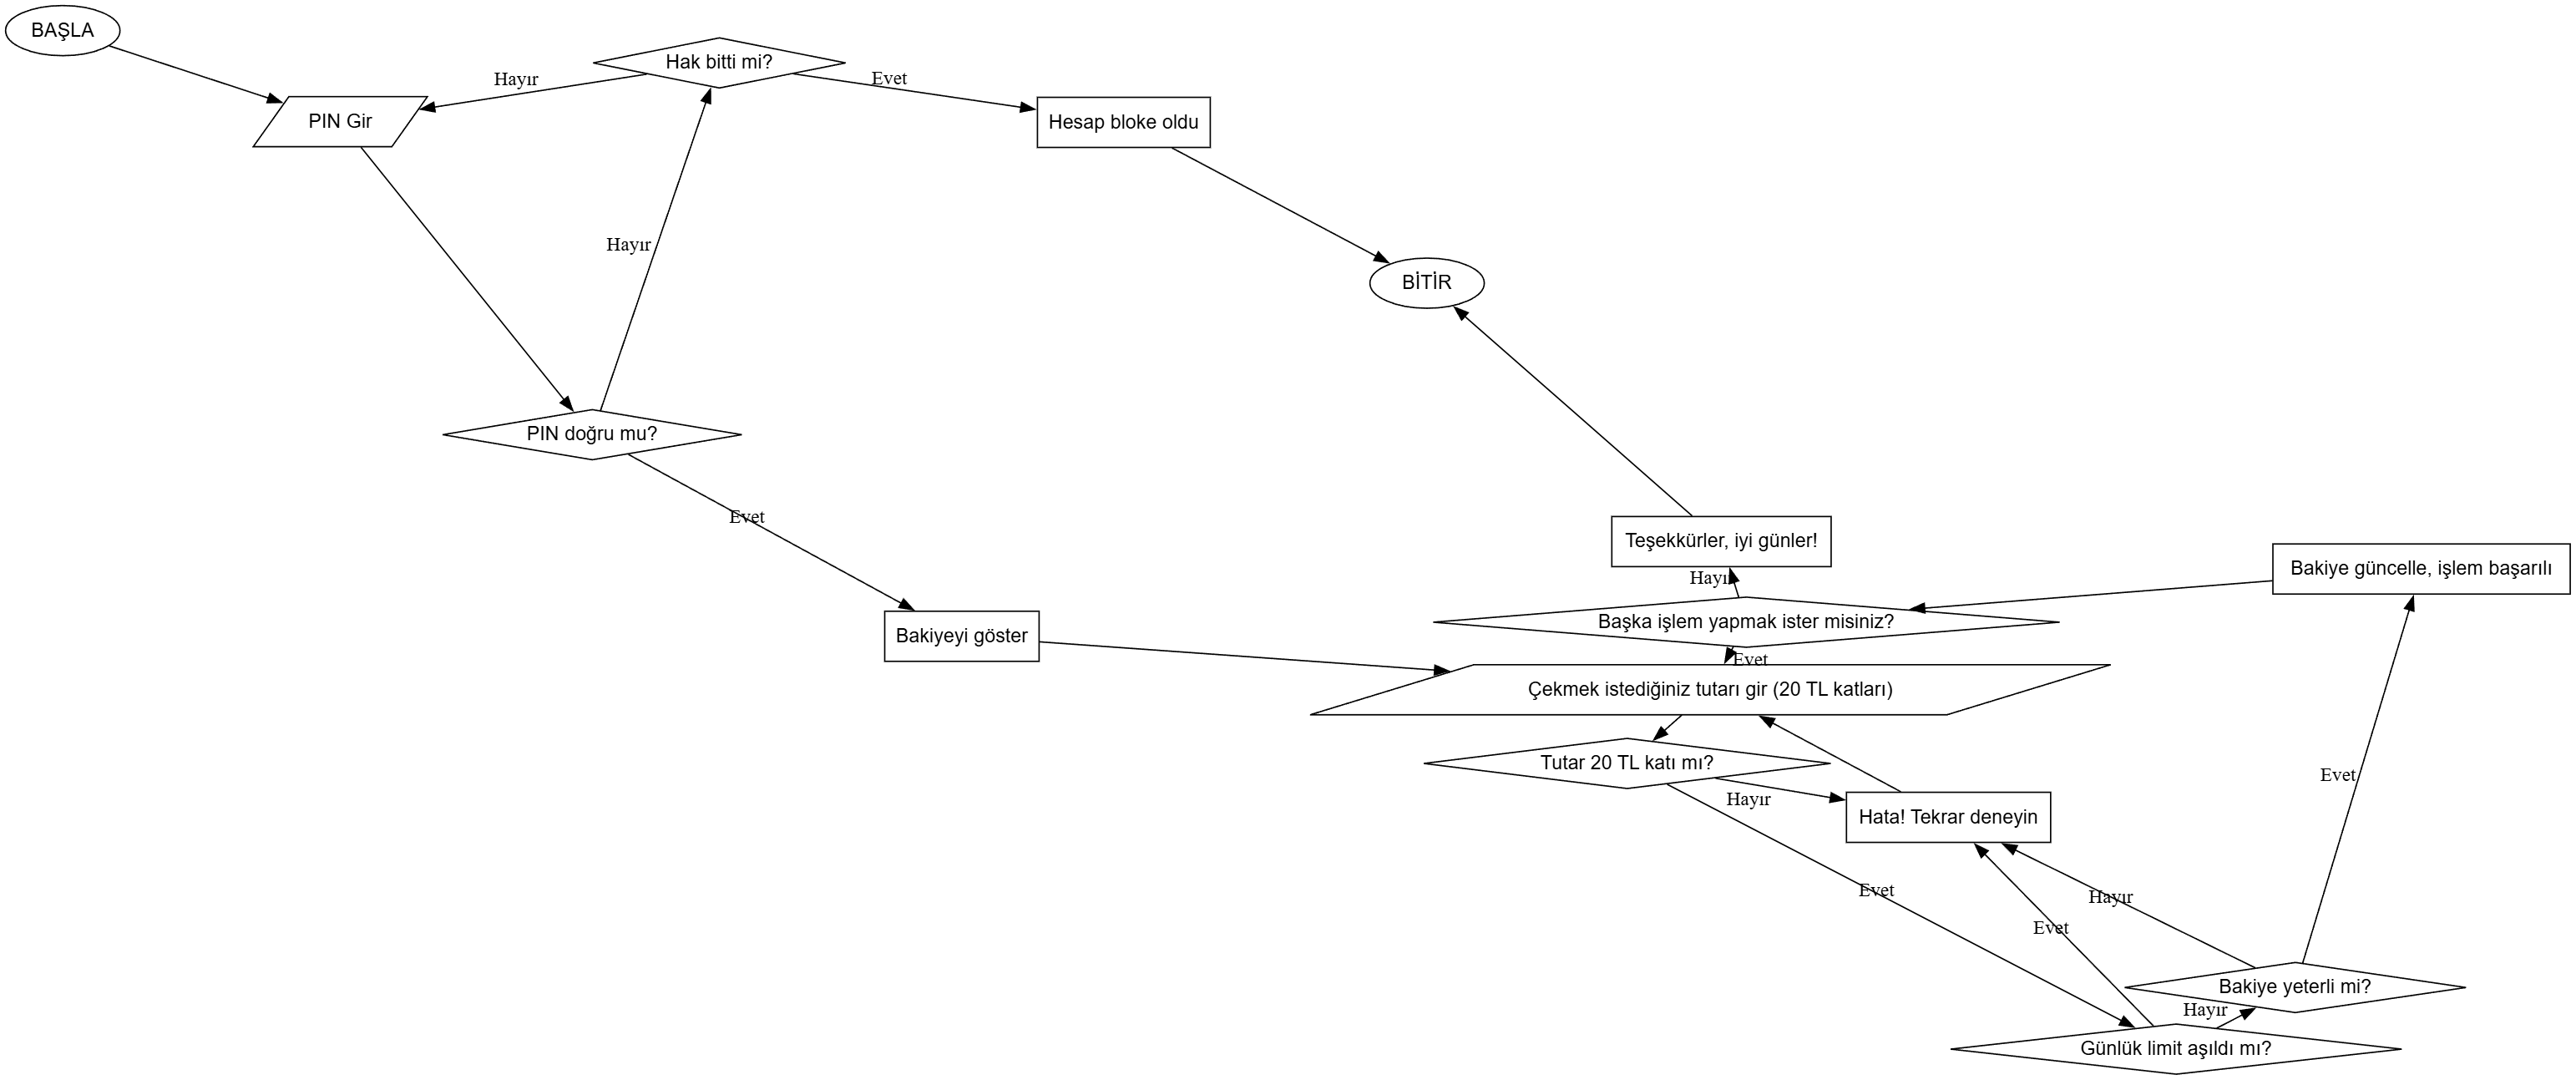 BAŞLA
Hak bitti mi?
Hayır
Evet
PIN Gir
Hesap bloke oldu
Hayır
BİTİR
PIN doğru mu?
Evet
Teşekkürler, iyi günler!
Bakiye güncelle, işlem başarılı
Hayır
Başka işlem yapmak ister misiniz?
Bakiyeyi göster
Evet
Çekmek istediğiniz tutarı gir (20 TL katları)
Tutar 20 TL katı mı?
Evet
Hayır
Hata! Tekrar deneyin
Evet
Hayır
Evet
Bakiye yeterli mi?
Hayır
Günlük limit aşıldı mı?